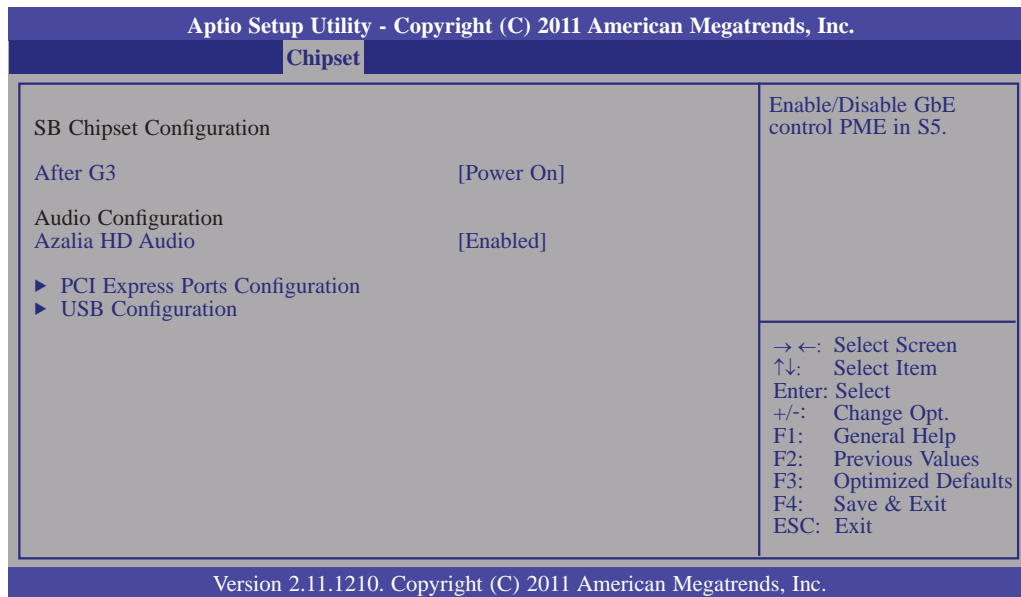 Aptio Setup Utility - Copyright (C) 2011 American Megatrends, Inc.
Chipset
SB Chipset Configuration
After G3 [Power On]
Audio Configuration
Azalia HD Audio [Enabled]
► PCI Express Ports Configuration
► USB Configuration
Enable/Disable GbE
control PME in S5.
→ ←: Select Screen
↑↓: Select Item
Enter: Select
+/-: Change Opt.
F1: General Help
F2: Previous Values
F3: Optimized Defaults
F4: Save & Exit
ESC: Exit
Version 2.11.1210. Copyright (C) 2011 American Megatrends, Inc.